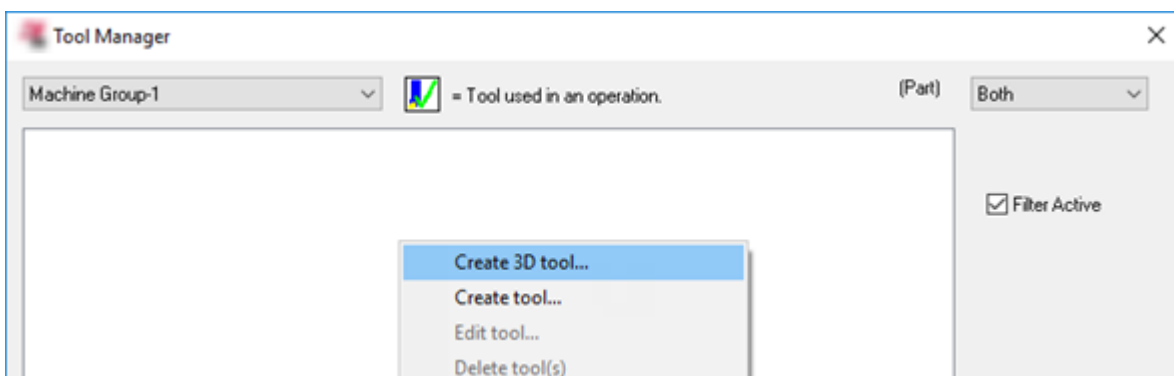 Tool Manager
Machine Group-1
= Tool used in an operation.
(Part)
Both
Filter Active
Create 3D tool...
Create tool...
Edit tool...
Delete tool(s)